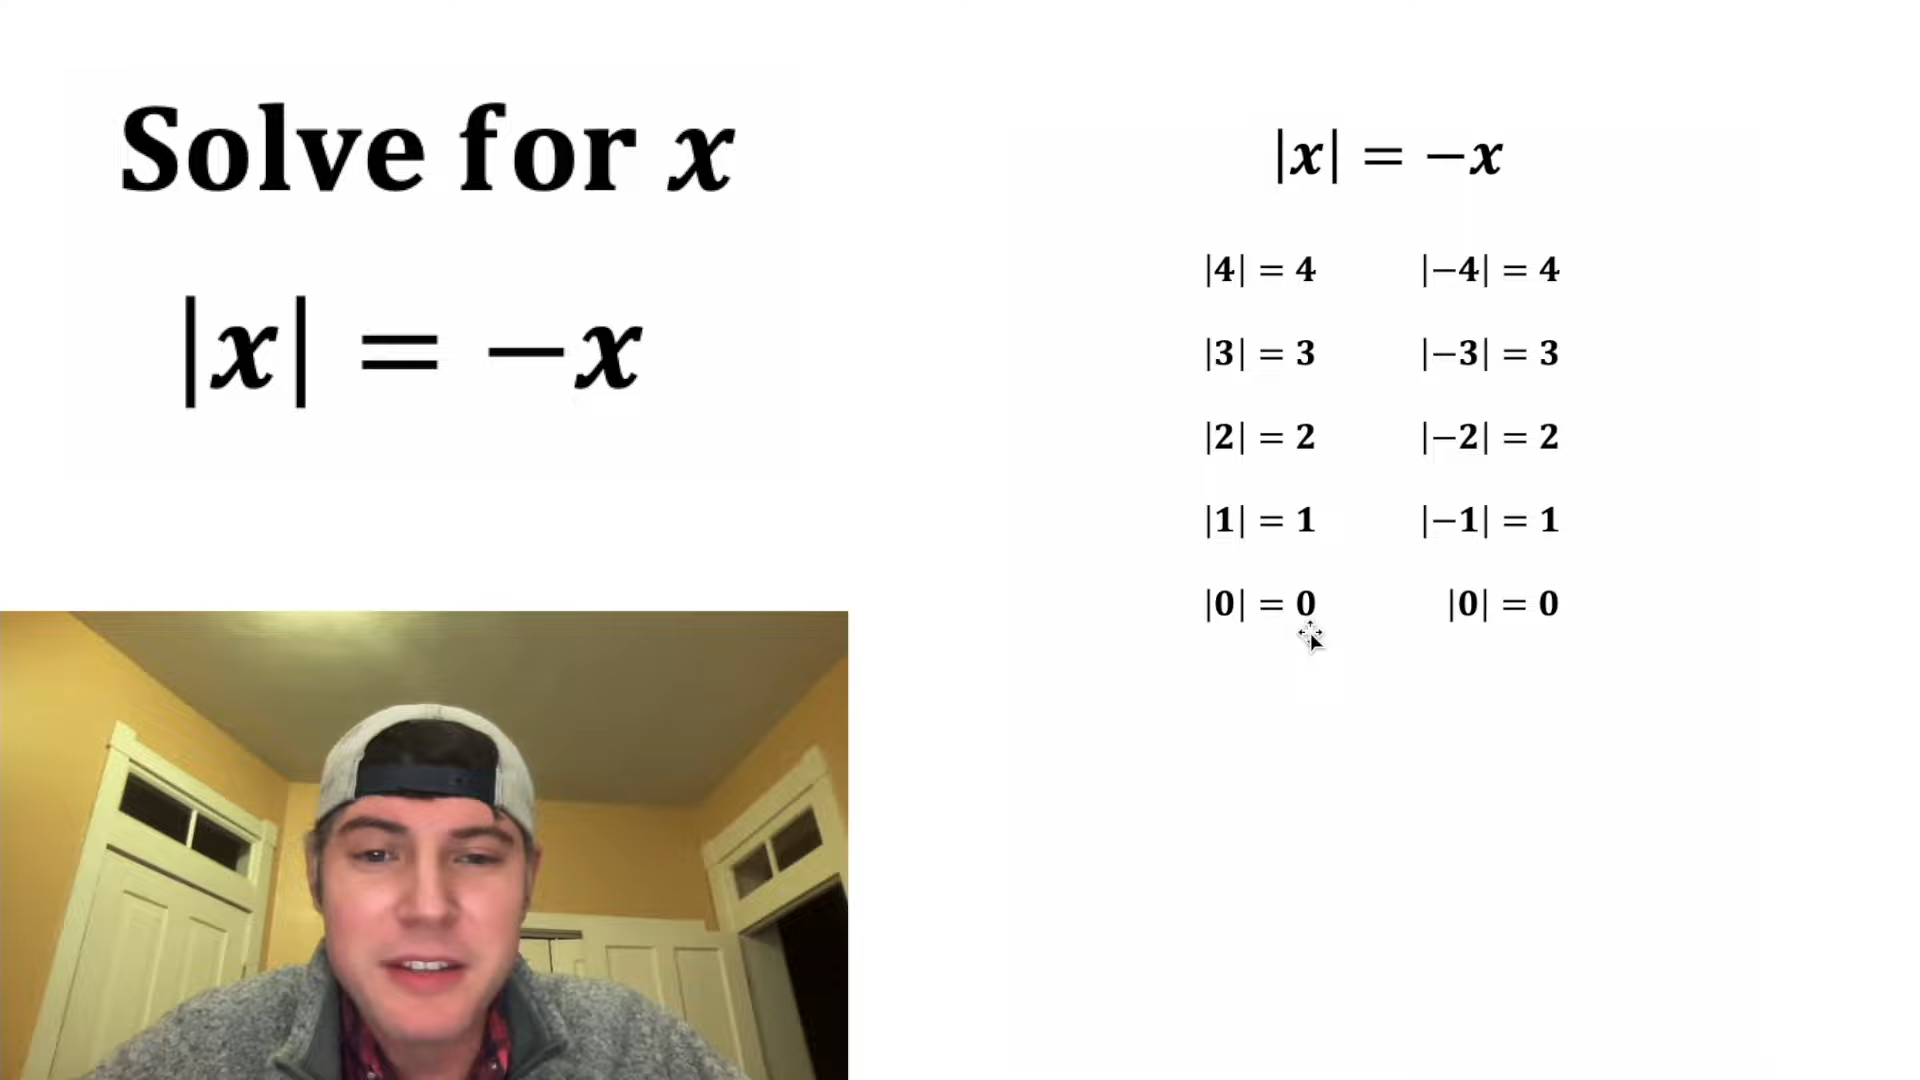 Solve for x
|x| = −x
|x| = −x
|4| = 4 |−4| = 4
|3| = 3 |−3| = 3
|2| = 2 |−2| = 2
|1| = 1 |−1| = 1
|0| = 0 |0| = 0